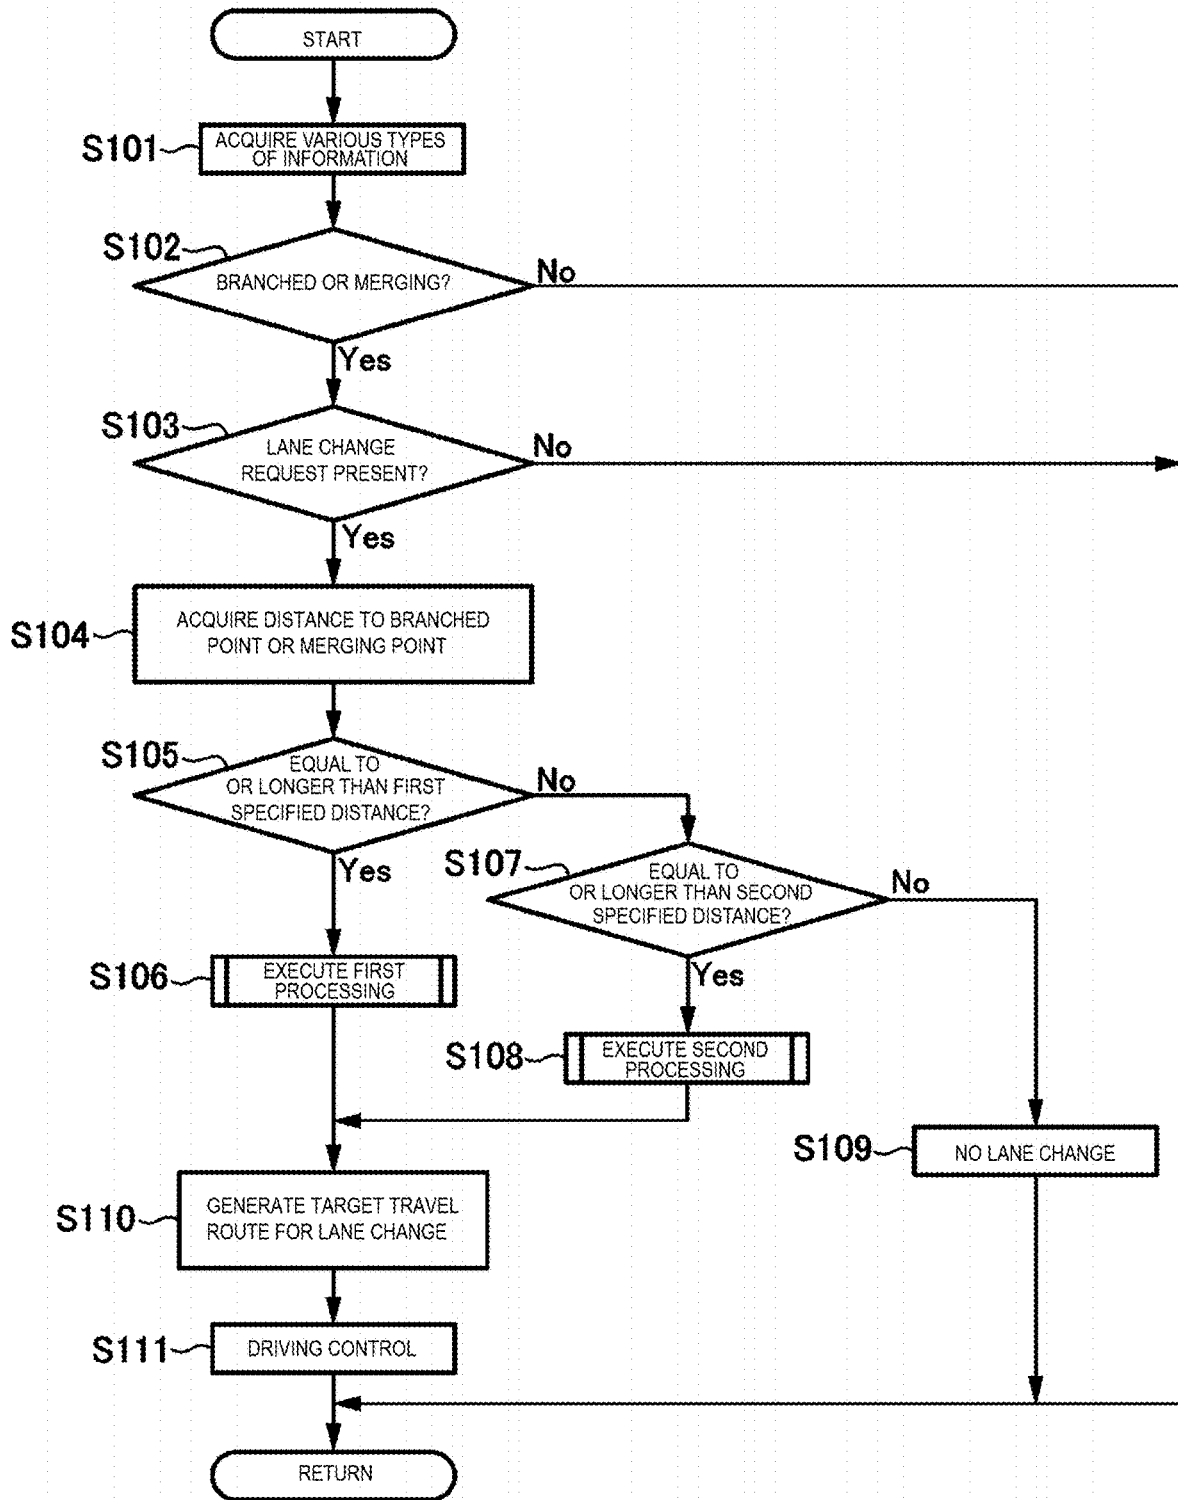 START
S101
ACQUIRE VARIOUS TYPES
OF INFORMATION
S102
BRANCHED OR MERGING?
No
Yes
S103
LANE CHANGE
REQUEST PRESENT?
No
Yes
S104
ACQUIRE DISTANCE TO BRANCHED
POINT OR MERGING POINT
S105
EQUAL TO
OR LONGER THAN FIRST
SPECIFIED DISTANCE?
No
Yes
S107
EQUAL TO
OR LONGER THAN SECOND
SPECIFIED DISTANCE?
No
Yes
S106
EXECUTE FIRST
PROCESSING
S108
EXECUTE SECOND
PROCESSING
S109
NO LANE CHANGE
S110
GENERATE TARGET TRAVEL
ROUTE FOR LANE CHANGE
S111
DRIVING CONTROL
RETURN